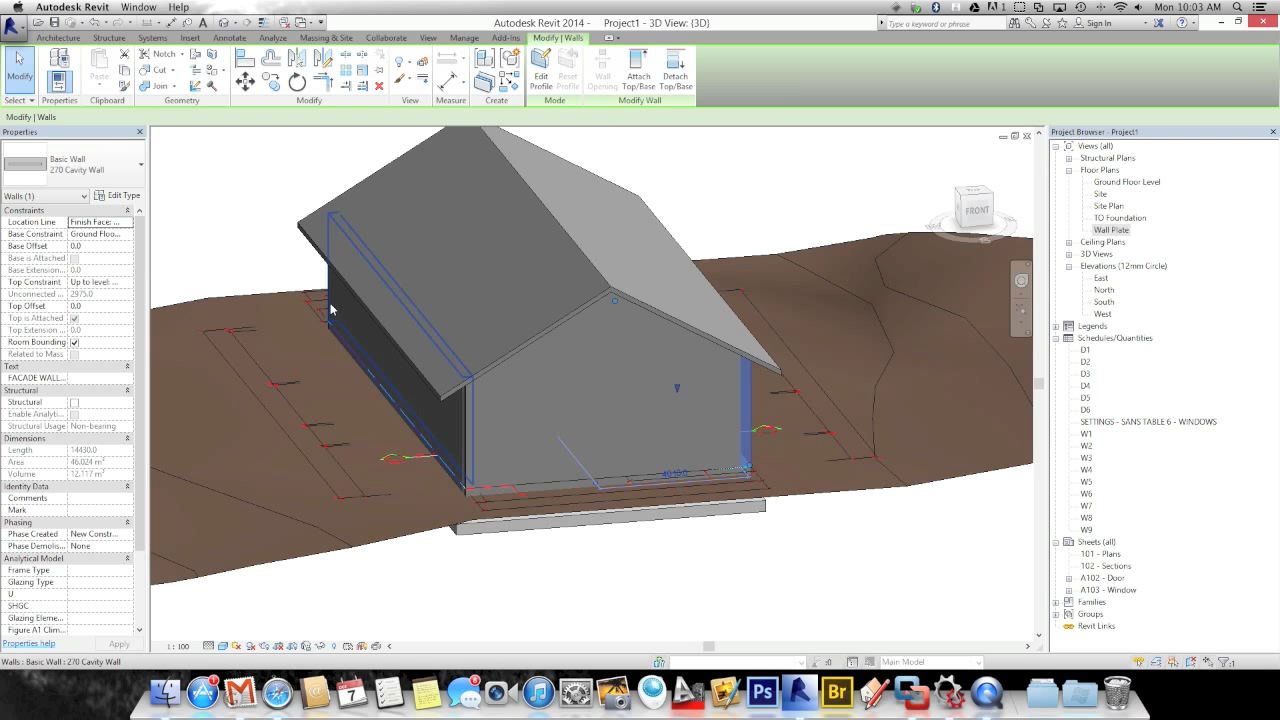 Autodesk Revit Window Help
Mon 10:03 AM
Autodesk Revit 2014 - Project1 - 3D View: {3D}
Type a keyword or phrase
Sign In
Architecture Structure Systems Insert Annotate Analyze Massing & Site Collaborate View Manage Add-Ins Modify | Walls
Modify
Paste
Notch
Cut
Join
Edit Profile
Reset Profile
Wall Opening
Attach Top/Base
Detach Top/Base
Select Properties Clipboard Geometry Modify View Measure Create Mode Modify Wall
Modify | Walls
Properties
Basic Wall
270 Cavity Wall
Walls (1)
Edit Type
Constraints
Location Line Finish Face: ...
Base Constraint Ground Floo...
Base Offset 0.0
Base is Attached
Base Extension... 0.0
Top Constraint Up to level: ...
Unconnected ... 2975.0
Top Offset 0.0
Top is Attached
Top Extension ... 0.0
Room Bounding
Related to Mass
Text
FACADE WALL...
Structural
Structural
Enable Analyti...
Structural Usage Non-bearing
Dimensions
Length 14430.0
Area 46.024 m²
Volume 12.117 m³
Identity Data
Comments
Mark
Phasing
Phase Created New Constr...
Phase Demolis... None
Analytical Model
Frame Type
Glazing Type
U
SHGC
Glazing Eleme...
Figure A1 Clim...
Properties help
Apply
FRONT
1 : 100
Walls : Basic Wall : 270 Cavity Wall
:0
Main Model
:1
Project Browser - Project1
Views (all)
Structural Plans
Floor Plans
Ground Floor Level
Site
Site Plan
TO Foundation
Wall Plate
Ceiling Plans
3D Views
Elevations (12mm Circle)
East
North
South
West
Legends
Schedules/Quantities
D1
D2
D3
D4
D5
D6
SETTINGS - SANS TABLE 6 - WINDOWS
W1
W2
W3
W4
W5
W6
W7
W8
W9
Sheets (all)
101 - Plans
102 - Sections
A102 - Door
A103 - Window
Families
Groups
Revit Links
7
Ps
Br